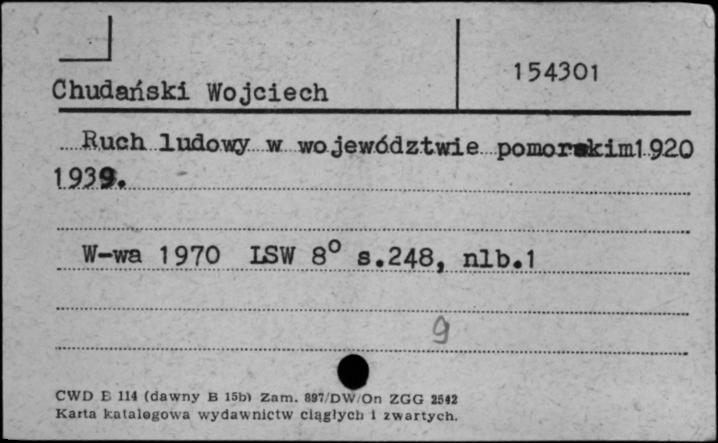 154301
Chudański Wojciech
Ruch ludowy w województwie pomorskim1920
1939.
W-wa 1970 LSW 8° s.248, nlb.1
9
CWD B 114 (dawny B 15b) Zam. 897/DW/On ZGG 2542
Karta katalogowa wydawnictw ciągłych i zwartych.